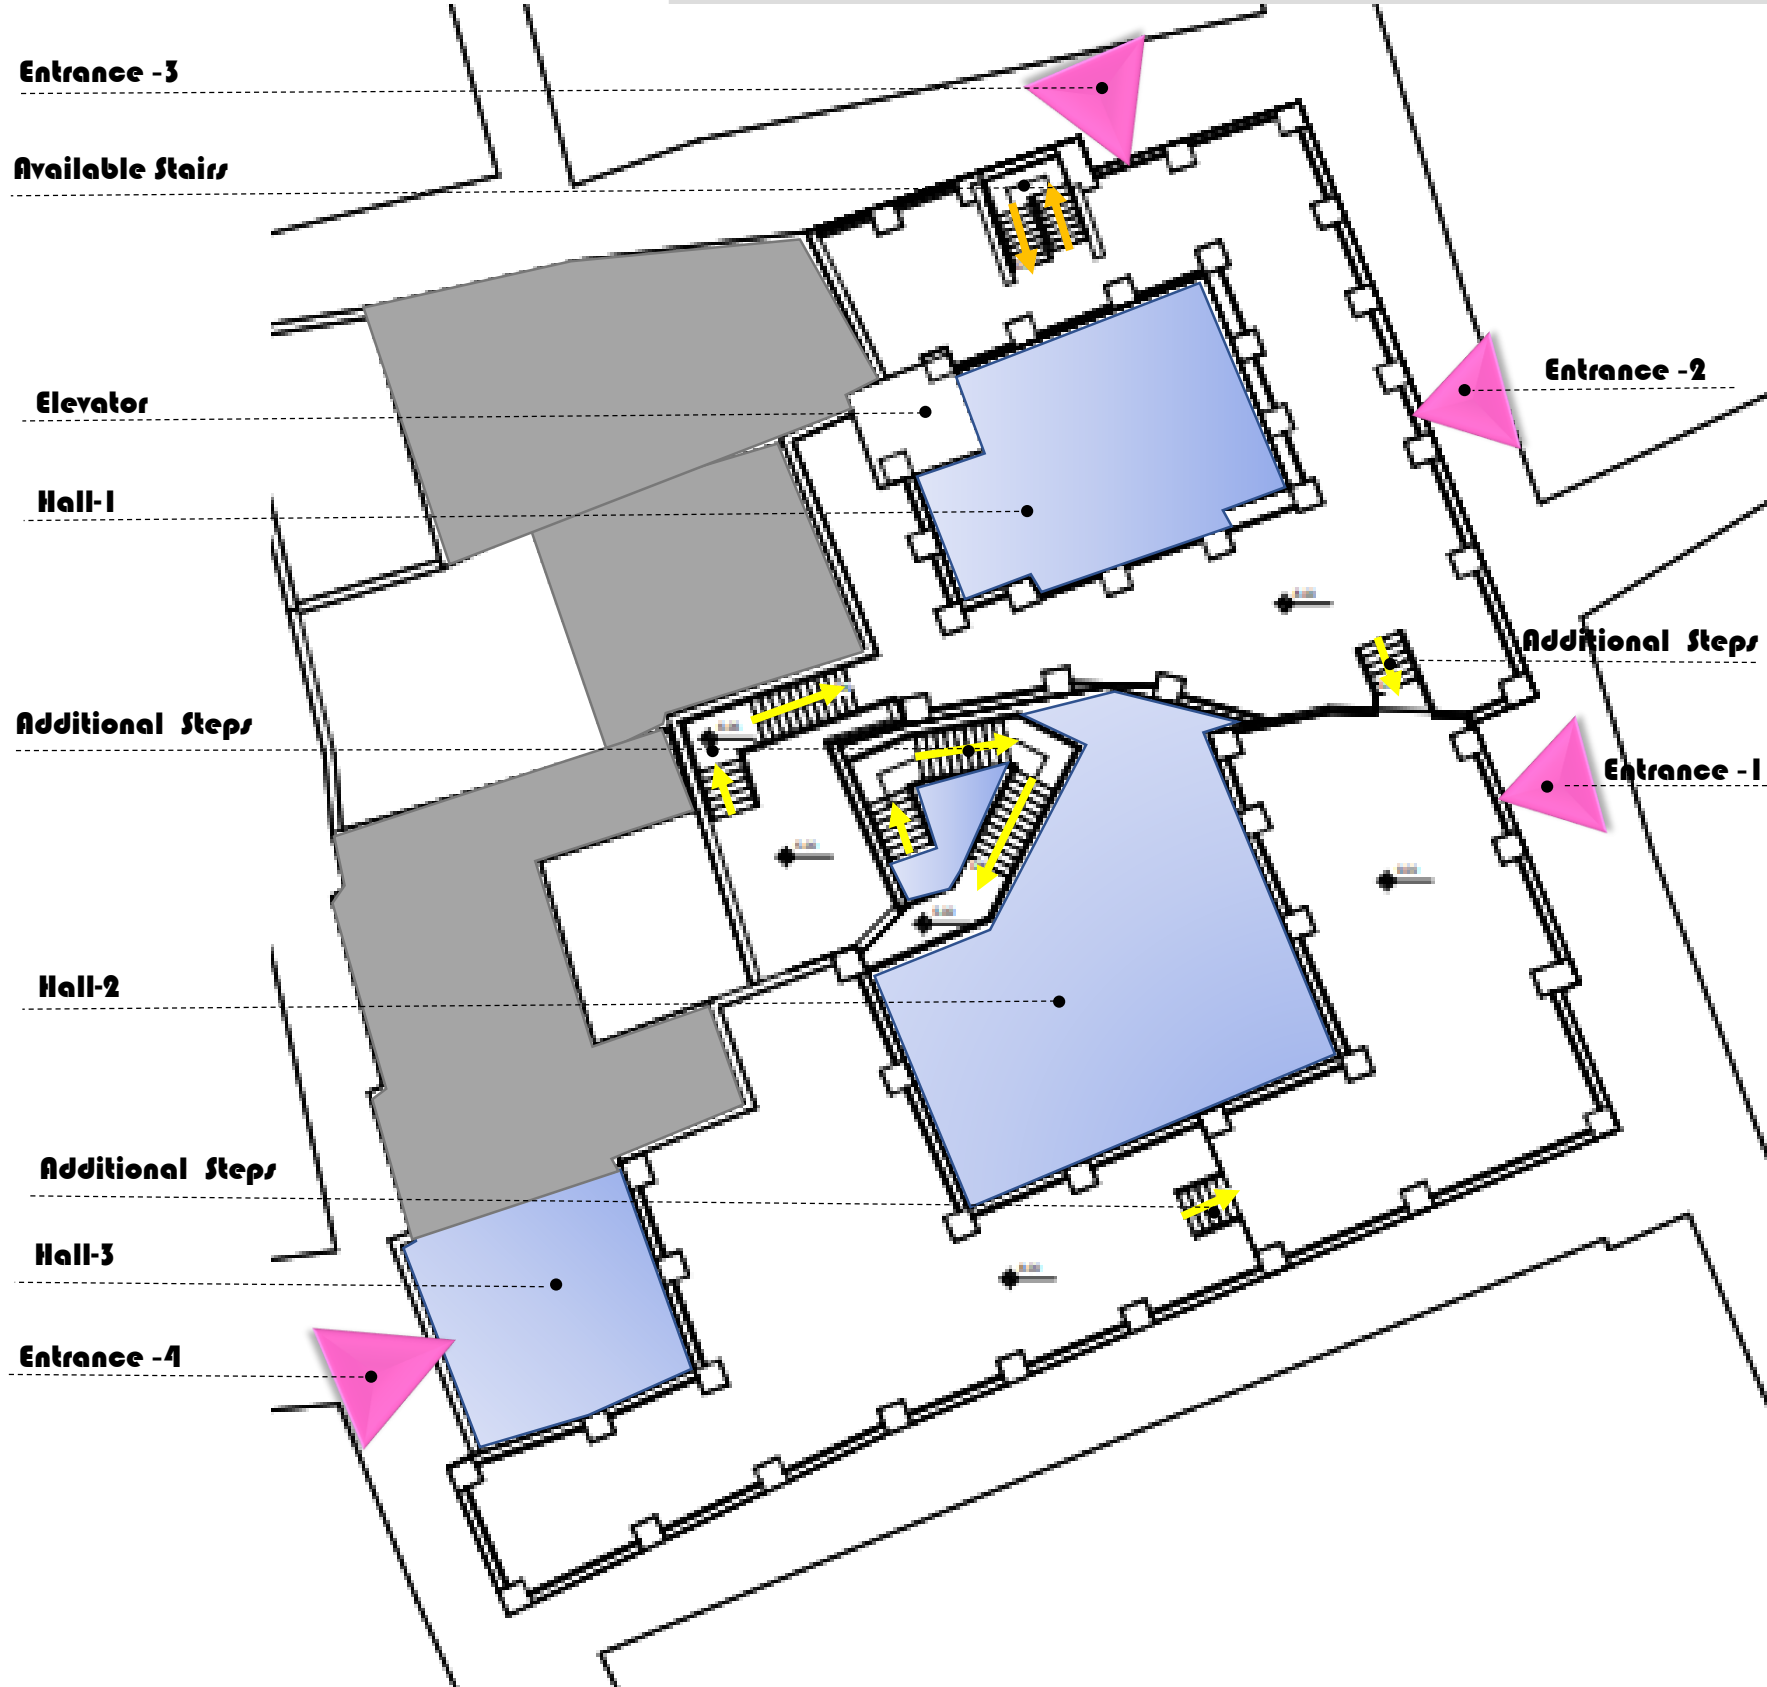 Entrance -3
Available Stairs
Entrance -2
Elevator
Hall-1
Additional Steps
Additional Steps
Entrance -1
Hall-2
Additional Steps
Hall-3
Entrance -4